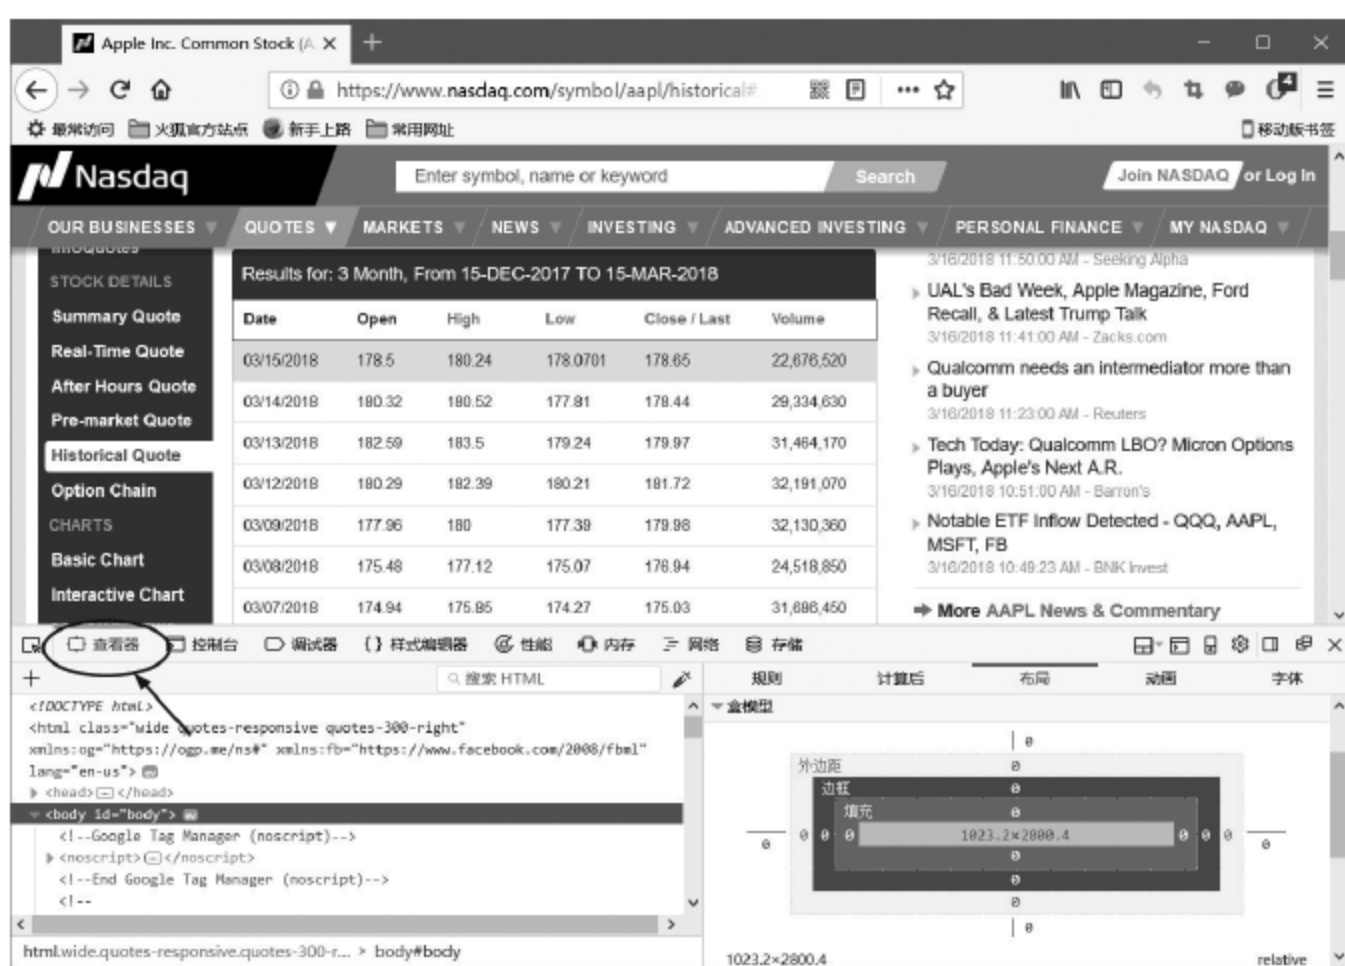 Apple Inc. Common Stock (A
https://www.nasdaq.com/symbol/aapl/historical#
4
最常访问 火狐官方站点 新手上路 常用网址 移动版书签
Nasdaq
Enter symbol, name or keyword
Search
Join NASDAQ or Log In
OUR BUSINESSES QUOTES MARKETS NEWS INVESTING ADVANCED INVESTING PERSONAL FINANCE MY NASDAQ
InfoQuotes
STOCK DETAILS
Summary Quote
Real-Time Quote
After Hours Quote
Pre-market Quote
Historical Quote
Option Chain
CHARTS
Basic Chart
Interactive Chart
Results for: 3 Month, From 15-DEC-2017 TO 15-MAR-2018
Date Open High Low Close / Last Volume
03/15/2018 178.5 180.24 178.0701 178.65 22,676,520
03/14/2018 180.32 180.52 177.81 178.44 29,334,630
03/13/2018 182.59 183.5 179.24 179.97 31,464,170
03/12/2018 180.29 182.39 180.21 181.72 32,191,070
03/09/2018 177.96 180 177.39 179.98 32,130,360
03/08/2018 175.48 177.12 175.07 176.94 24,518,850
03/07/2018 174.94 175.85 174.27 175.03 31,686,450
3/16/2018 11:50:00 AM - Seeking Alpha
UAL's Bad Week, Apple Magazine, Ford
Recall, & Latest Trump Talk
3/16/2018 11:41:00 AM - Zacks.com
Qualcomm needs an intermediator more than
a buyer
3/16/2018 11:23:00 AM - Reuters
Tech Today: Qualcomm LBO? Micron Options
Plays, Apple's Next A.R.
3/16/2018 10:51:00 AM - Barron's
Notable ETF Inflow Detected - QQQ, AAPL,
MSFT, FB
3/16/2018 10:49:23 AM - BNK Invest
More AAPL News & Commentary
查看器 控制台 调试器 {} 样式编辑器 性能 内存 网络 存储
搜索 HTML
<!DOCTYPE html>
<html class="wide quotes-responsive quotes-300-right"
xmlns:og="https://ogp.me/ns#" xmlns:fb="https://www.facebook.com/2008/fbml"
lang="en-us"> ev
<head>…</head>
<body id="body"> ev
<!--Google Tag Manager (noscript)-->
<noscript>…</noscript>
<!--End Google Tag Manager (noscript)-->
<!--
html.wide.quotes-responsive.quotes-300-r... > body#body
规则 计算后 布局 动画 字体
盒模型
0
外边距 0
边框 0
填充 0
0 0 0 0 1023.2×2800.4 0 0 0 0
0
0
0
0
1023.2×2800.4 relative